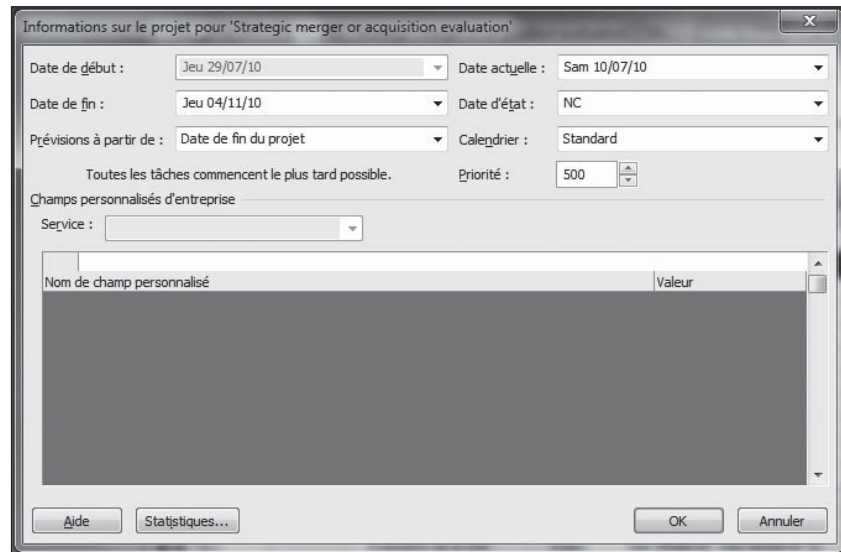 Informations sur le projet pour 'Strategic merger or acquisition evaluation'
Date de début : Jeu 29/07/10 Date actuelle : Sam 10/07/10
Date de fin : Jeu 04/11/10 Date d'état : NC
Prévisions à partir de : Date de fin du projet Calendrier : Standard
Toutes les tâches commencent le plus tard possible. Priorité : 500
Champs personnalisés d'entreprise
Service :
Nom de champ personnalisé Valeur
Aide Statistiques... OK Annuler